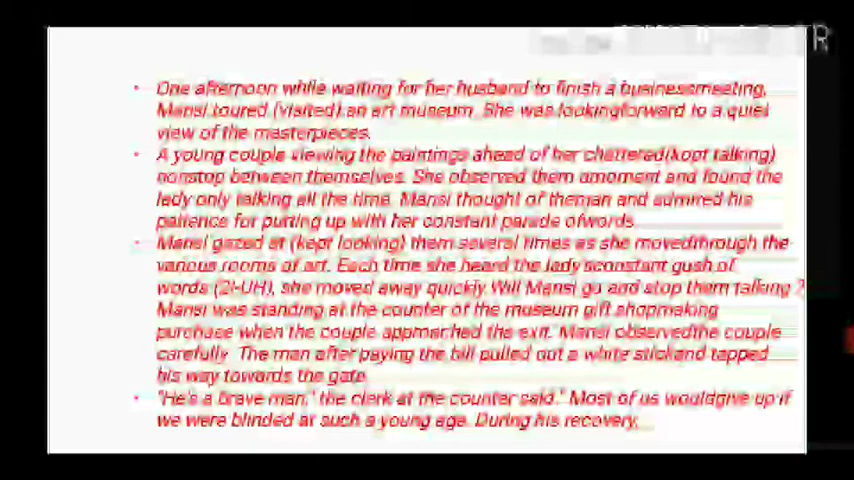 One afternoon while waiting for her husband to finish a businessmeeting,
Mansi toured (visited) an art museum. She was lookingforward to a quiet
view of the masterpieces.
A young couple viewing the paintings ahead of her chattered(kept talking)
nonstop between themselves. She observed them amoment and found the
lady only talking all the time. Mansi thought of theman and admired his
patience for putting up with her constant parade ofwords.
Mansi gazed at (kept looking) them several times as she movedthrough the
various rooms of art. Each time she heard the ladysconstant gush of
words (2I-UH), she moved away quickly.Will Mansi go and stop them talking ?
Mansi was standing at the counter of the museum gift shopmaking
purchase when the couple approached the exit. Mansi observedthe couple
carefully. The man after paying the bill pulled out a white stickand tapped
his way towards the gate.
"He's a brave man," the clerk at the counter said." Most of us wouldgive up if
we were blinded at such a young age. During his recovery,